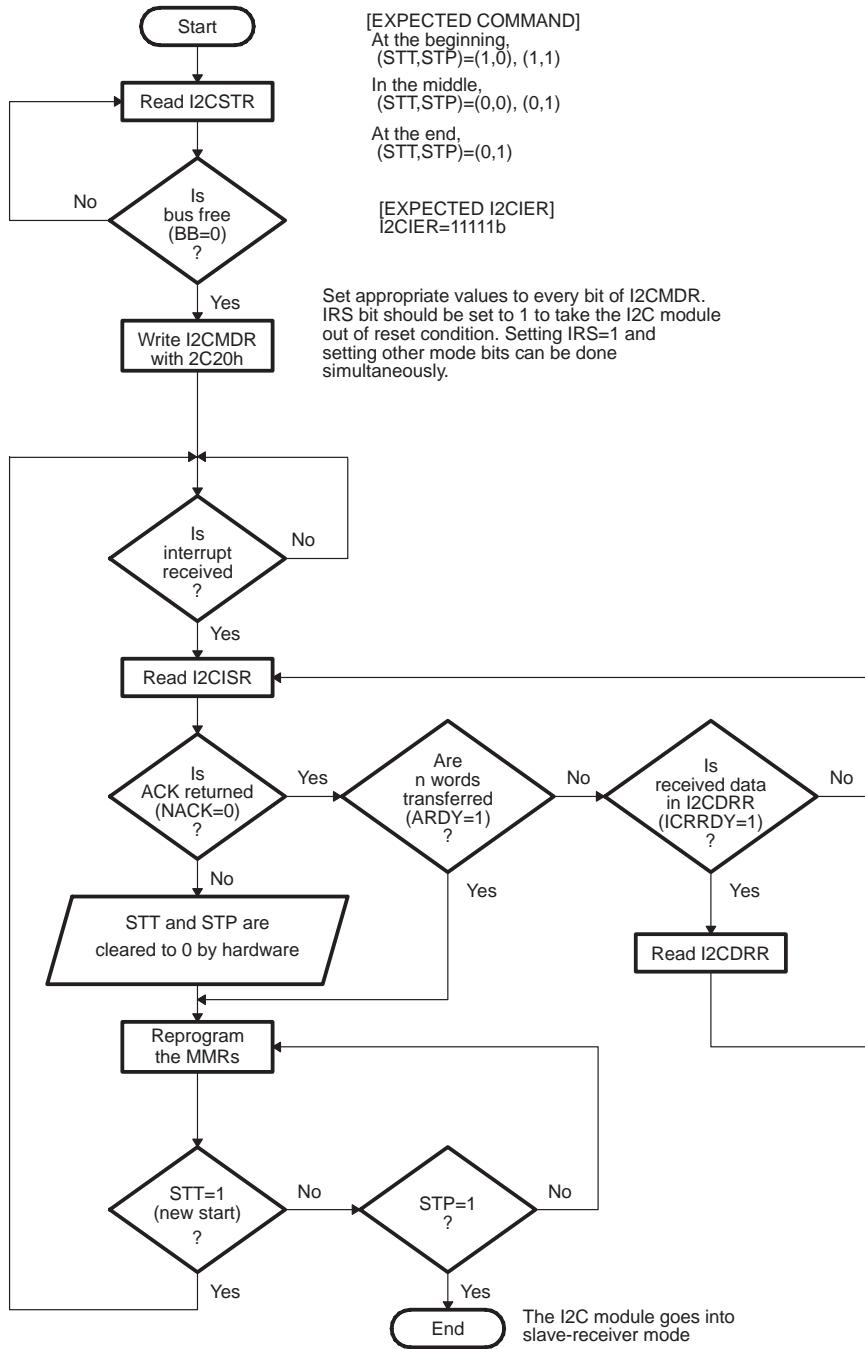 Start
[EXPECTED COMMAND]
At the beginning,
(STT,STP)=(1,0), (1,1)
In the middle,
(STT,STP)=(0,0), (0,1)
At the end,
(STT,STP)=(0,1)
[EXPECTED I2CIER]
I2CIER=11111b
Read I2CSTR
Is
bus free
(BB=0)
?
No
Yes
Write I2CMDR
with 2C20h
Set appropriate values to every bit of I2CMDR.
IRS bit should be set to 1 to take the I2C module
out of reset condition. Setting IRS=1 and
setting other mode bits can be done
simultaneously.
Is
interrupt
received
?
No
Yes
Read I2CISR
Is
ACK returned
(NACK=0)
?
Yes
No
Are
n words
transferred
(ARDY=1)
?
No
Yes
Is
received data
in I2CDRR
(ICRRDY=1)
?
No
Yes
STT and STP are
cleared to 0 by hardware
Read I2CDRR
Reprogram
the MMRs
STT=1
(new start)
?
No
Yes
STP=1
?
No
Yes
End
The I2C module goes into
slave-receiver mode